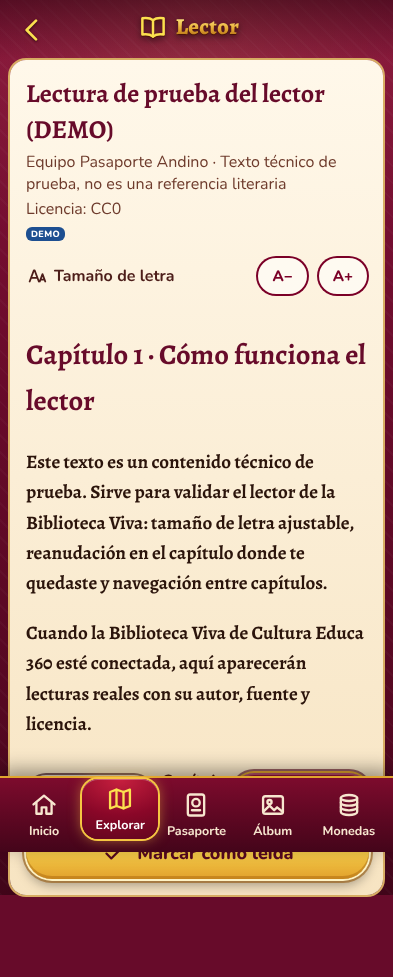 Lector
Lectura de prueba del lector
(DEMO)
Equipo Pasaporte Andino · Texto técnico de
prueba, no es una referencia literaria
Licencia: CC0
DEMO
AA Tamaño de letra
A−
A+
Capítulo 1 · Cómo funciona el
lector
Este texto es un contenido técnico de
prueba. Sirve para validar el lector de la
Biblioteca Viva: tamaño de letra ajustable,
reanudación en el capítulo donde te
quedaste y navegación entre capítulos.
Cuando la Biblioteca Viva de Cultura Educa
360 esté conectada, aquí aparecerán
lecturas reales con su autor, fuente y
licencia.
Inicio
Explorar
Pasaporte
Álbum
Monedas
Marcar como leída